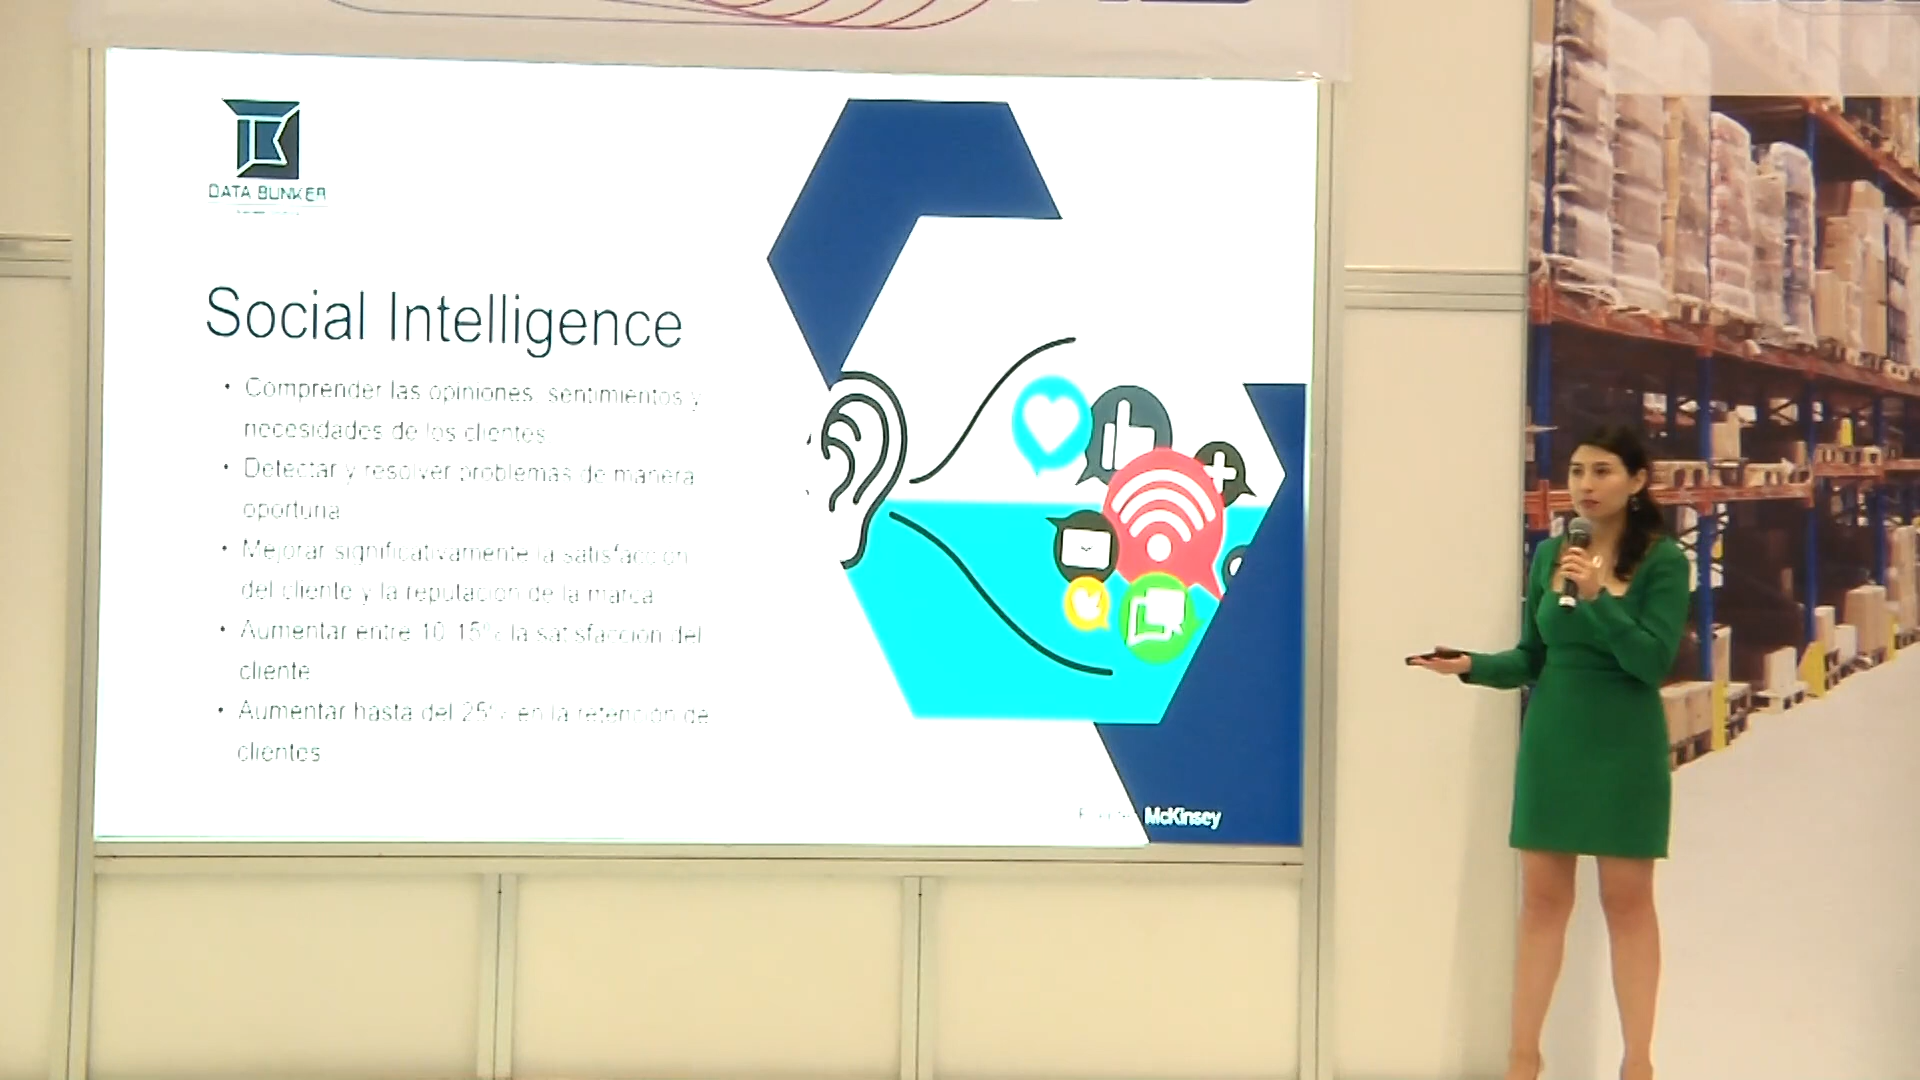 DATA BUNKER
Social Intelligence
• Comprender las opiniones, sentimientos y
necesidades de los clientes
• Detectar y resolver problemas de manera
oportuna
• Mejorar significativamente la satisfacción
del cliente y la reputación de la marca
• Aumentar entre 10-15% la satisfacción del
cliente
• Aumentar hasta del 25% en la retención de
clientes
McKinsey